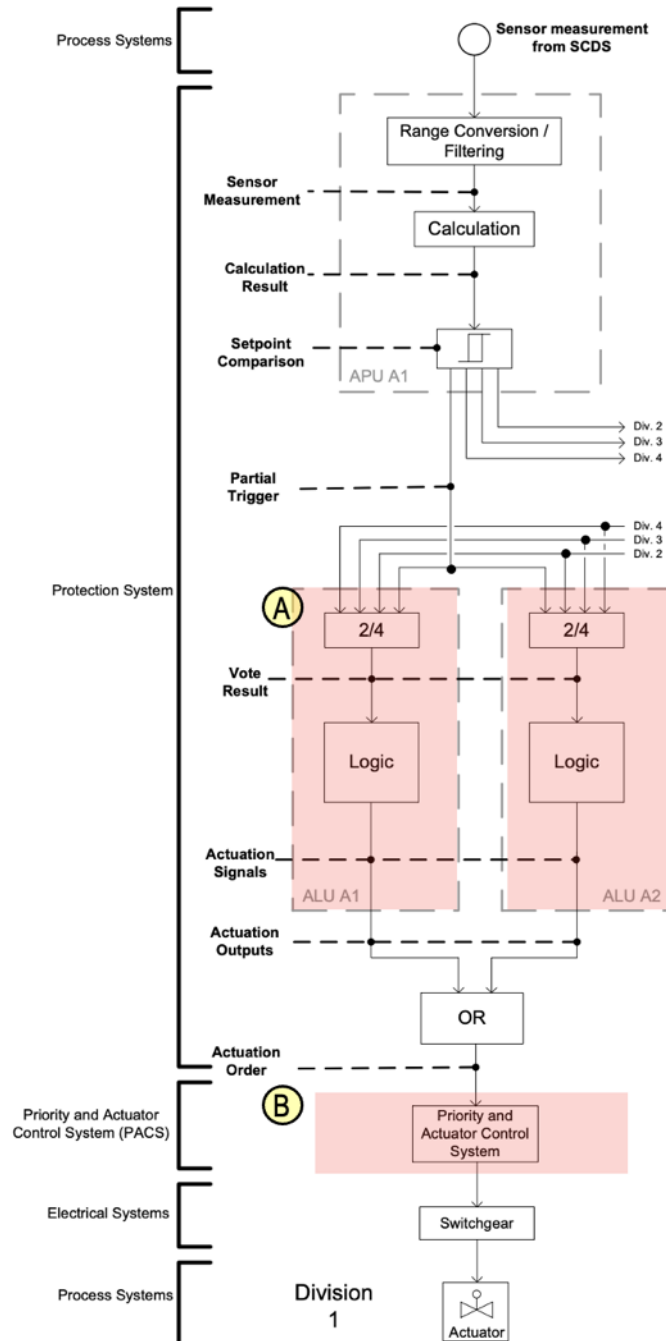 Process Systems
Sensor measurement
from SCDS
Range Conversion /
Filtering
Sensor
Measurement
Calculation
Calculation
Result
Setpoint
Comparison
APU A1
Div. 2
Div. 3
Div. 4
Partial
Trigger
Div. 4
Div. 3
Div. 2
Protection System
A
2/4
2/4
Vote
Result
Logic
Logic
Actuation
Signals
ALU A1
ALU A2
Actuation
Outputs
OR
Actuation
Order
B
Priority and Actuator
Control System (PACS)
Priority and
Actuator Control
System
Electrical Systems
Switchgear
Process Systems
Division
1
Actuator